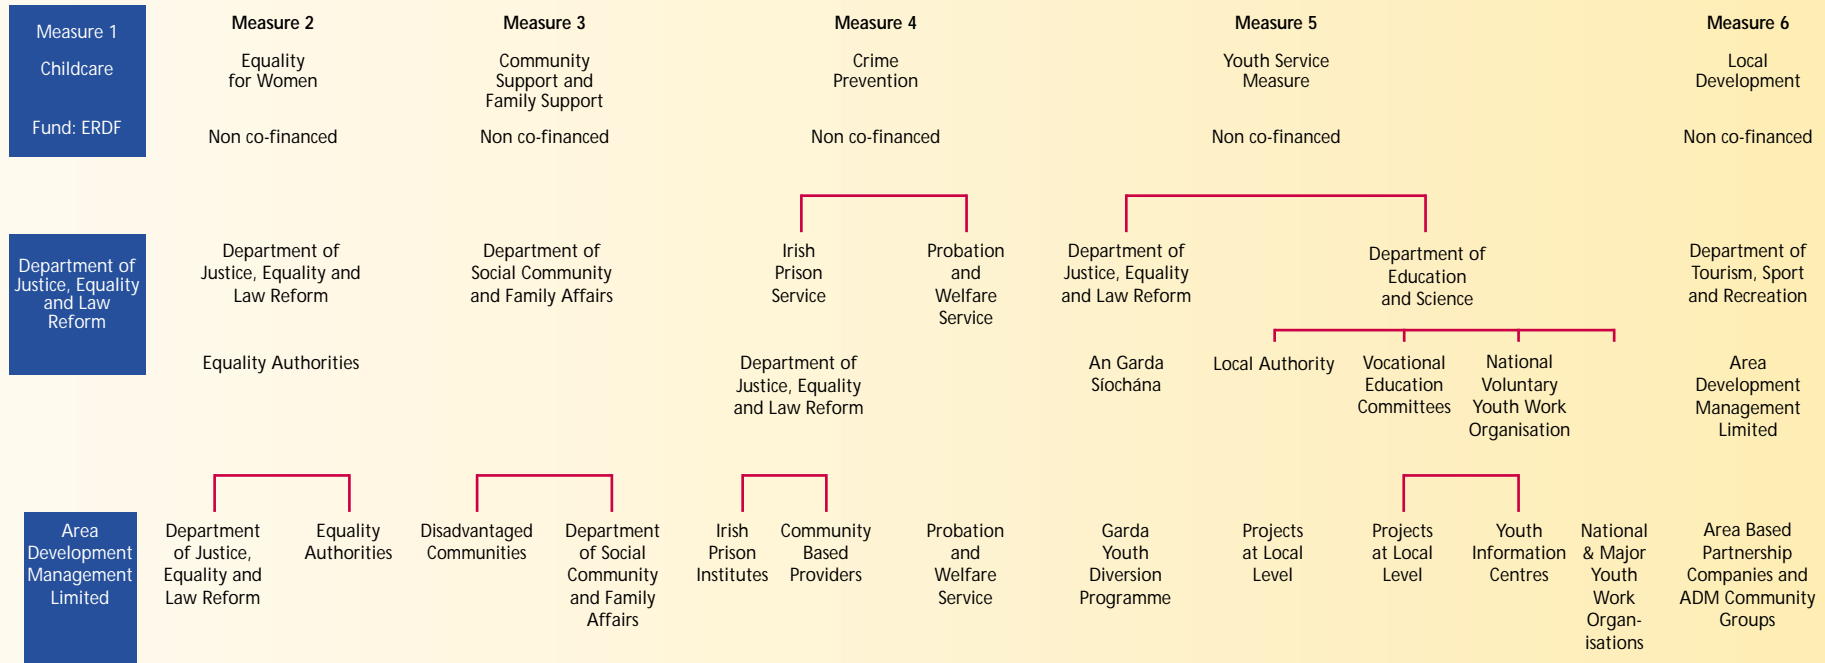 Measure 1
Childcare
Fund: ERDF
Measure 2
Equality
for Women
Non co-financed
Measure 3
Community
Support and
Family Support
Non co-financed
Measure 4
Crime
Prevention
Non co-financed
Measure 5
Youth Service
Measure
Non co-financed
Measure 6
Local
Development
Non co-financed
Department of
Justice, Equality
and Law
Reform
Department of
Justice, Equality and
Law Reform
Department of
Social Community
and Family Affairs
Irish
Prison
Service
Probation
and
Welfare
Service
Department of
Justice, Equality
and Law Reform
Department of
Education
and Science
Department of
Tourism, Sport
and Recreation
Equality Authorities
Department of
Justice, Equality
and Law Reform
An Garda
Síochána
Local Authority
Vocational
Education
Committees
National
Voluntary
Youth Work
Organisation
Area
Development
Management
Limited
Area
Development
Management
Limited
Department
of Justice,
Equality and
Law Reform
Equality
Authorities
Disadvantaged
Communities
Department
of Social
Community
and Family
Affairs
Irish
Prison
Institutes
Community
Based
Providers
Probation
and
Welfare
Service
Garda
Youth
Diversion
Programme
Projects
at Local
Level
Projects
at Local
Level
Youth
Information
Centres
National
& Major
Youth
Work
Organ-
isations
Area Based
Partnership
Companies and
ADM Community
Groups